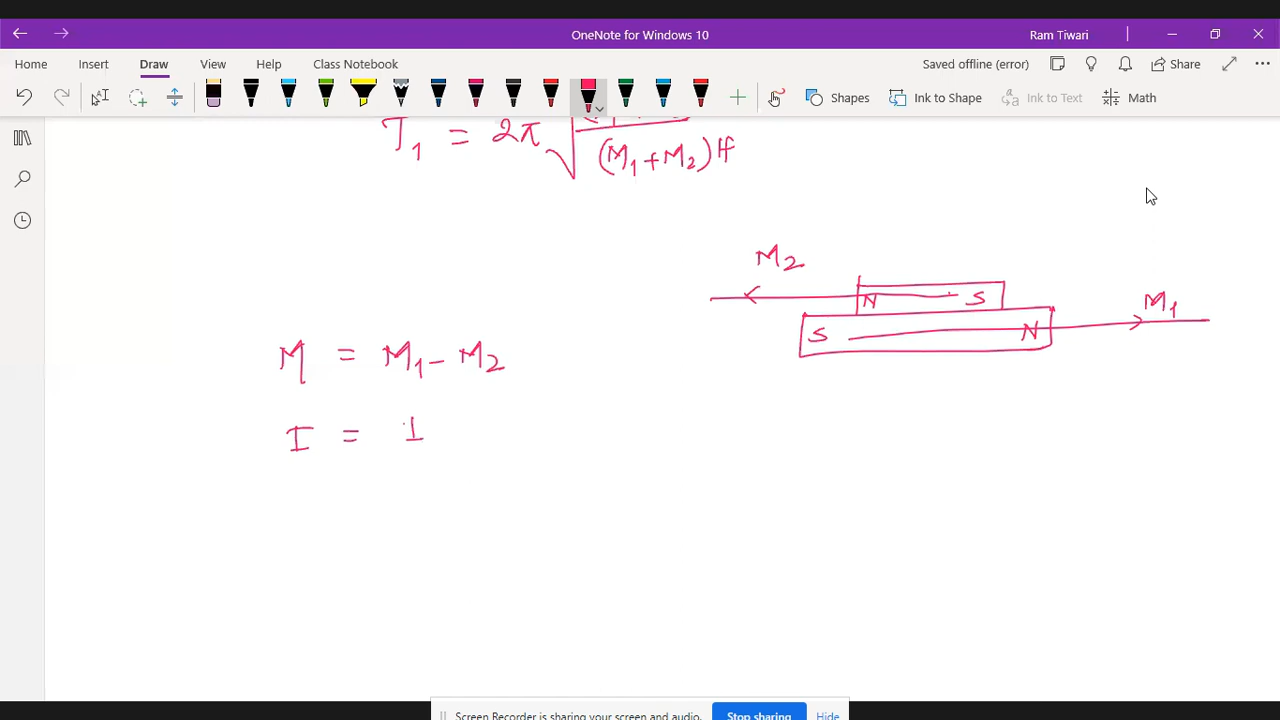 OneNote for Windows 10
Ram Tiwari
Home Insert Draw View Help Class Notebook
Saved offline (error) Share
Shapes Ink to Shape Ink to Text Math
T₁ = 2π√
(M₁+M₂)H
M₂
N S
M₁
S N
M = M₁ - M₂
I = I
Screen Recorder is sharing your screen and audio. Stop sharing Hide